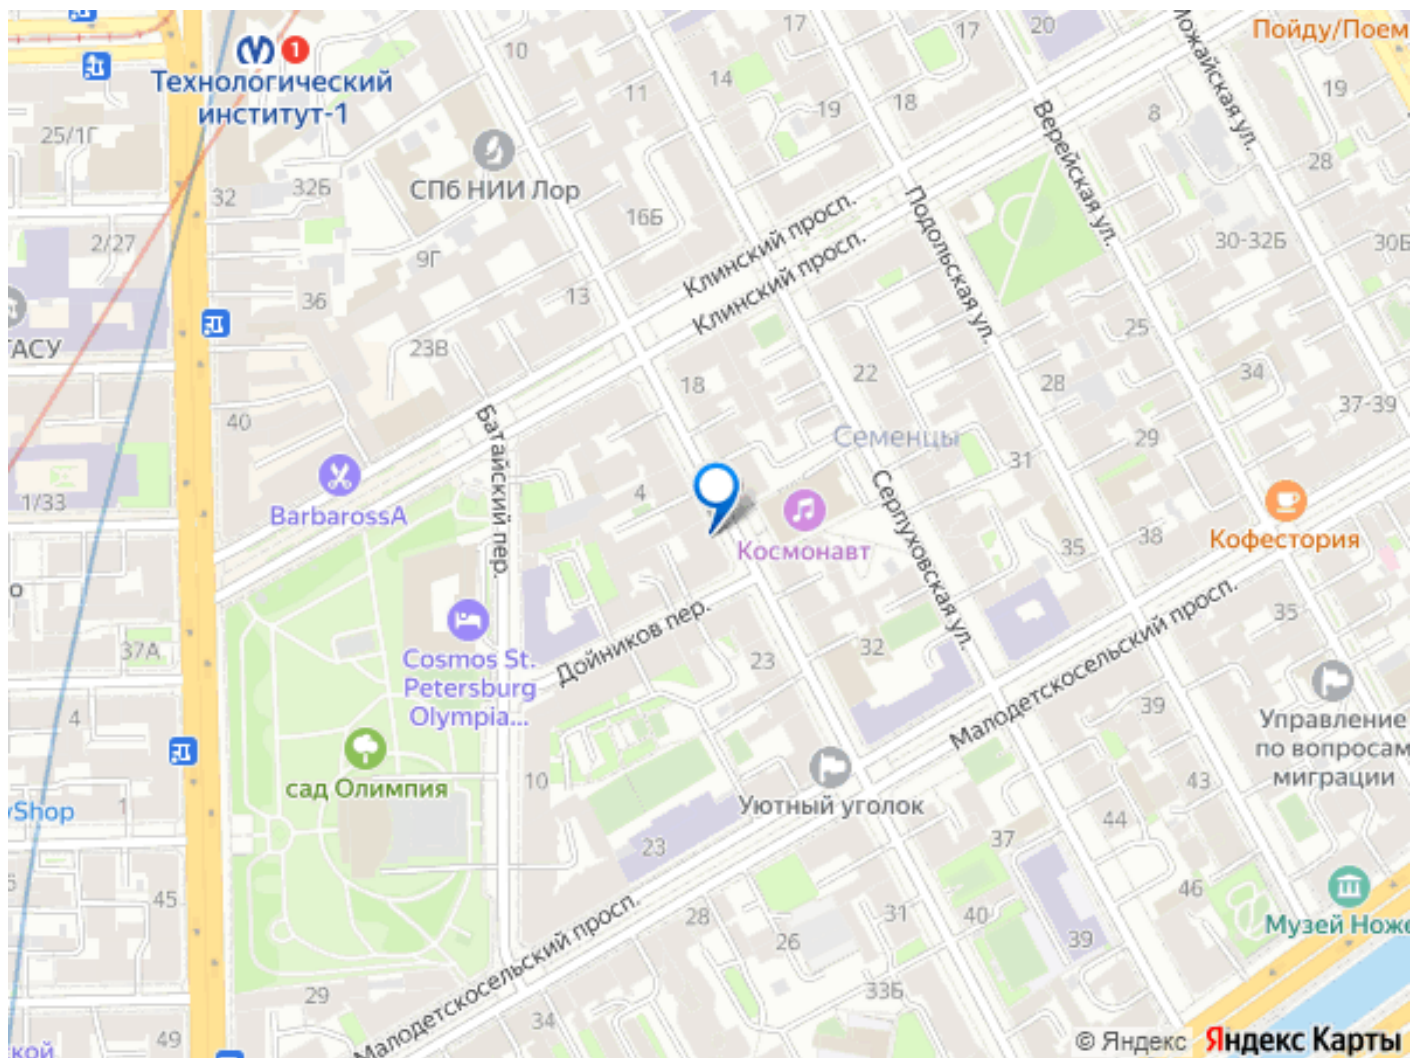 17
20
Можайская ул.
Пойду/Поем
1
Технологический
институт-1
10
14
11
19
18
19
8
25/1Г
Верейская ул.
28
СПб НИИ Лор
32
32Б
16Б
Клинский просп.
Подольская ул.
2/27
9Г
30-32Б
30Б
Клинский просп.
36
13
ГАСУ
23В
25
18
22
28
34
37-39
40
Батайский пер.
Семенцы
29
31
1/33
BarbarossA
4
Серпуховская ул.
Космонавт
35
38
Кофестория
о
37А
Дойников пер.
Cosmos St.
Petersburg
Olympia...
23
32
Малодетскосельский просп.
35
4
39
Управление
по вопросам
миграции
сад Олимпия
10
Уютный уголок
43
yShop
1
44
23
37
45
46
28
31
40
Музей Ноже
26
39
Малодетскосельский просп.
29
33Б
34
49
кой
© Яндекс Яндекс Карты